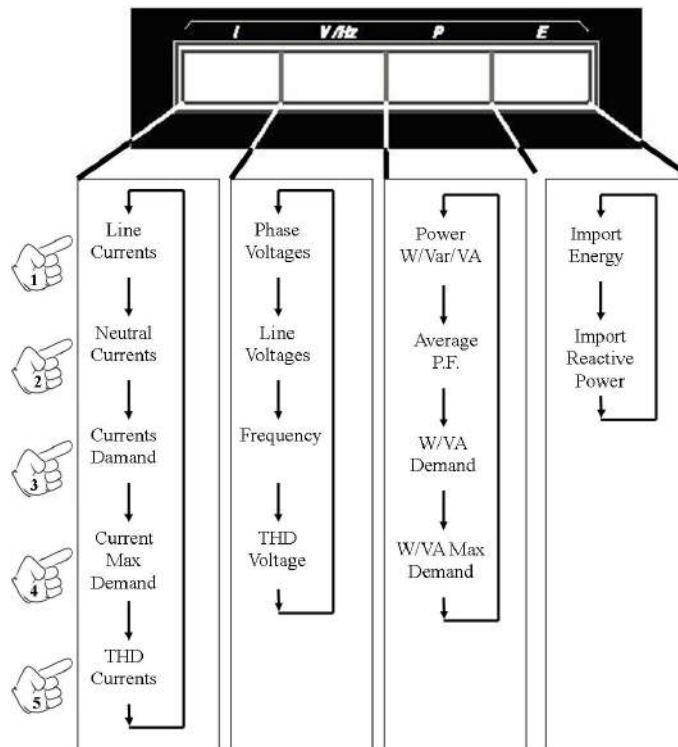 I V/Hz P E
Line
Currents
Neutral
Currents
Currents
Damand
Current
Max
Demand
THD
Currents
Phase
Voltages
Line
Voltages
Frequency
THD
Voltage
Power
W/Var/VA
Average
P.F.
W/VA
Demand
W/VA Max
Demand
Import
Energy
Import
Reactive
Power
1
2
3
4
5